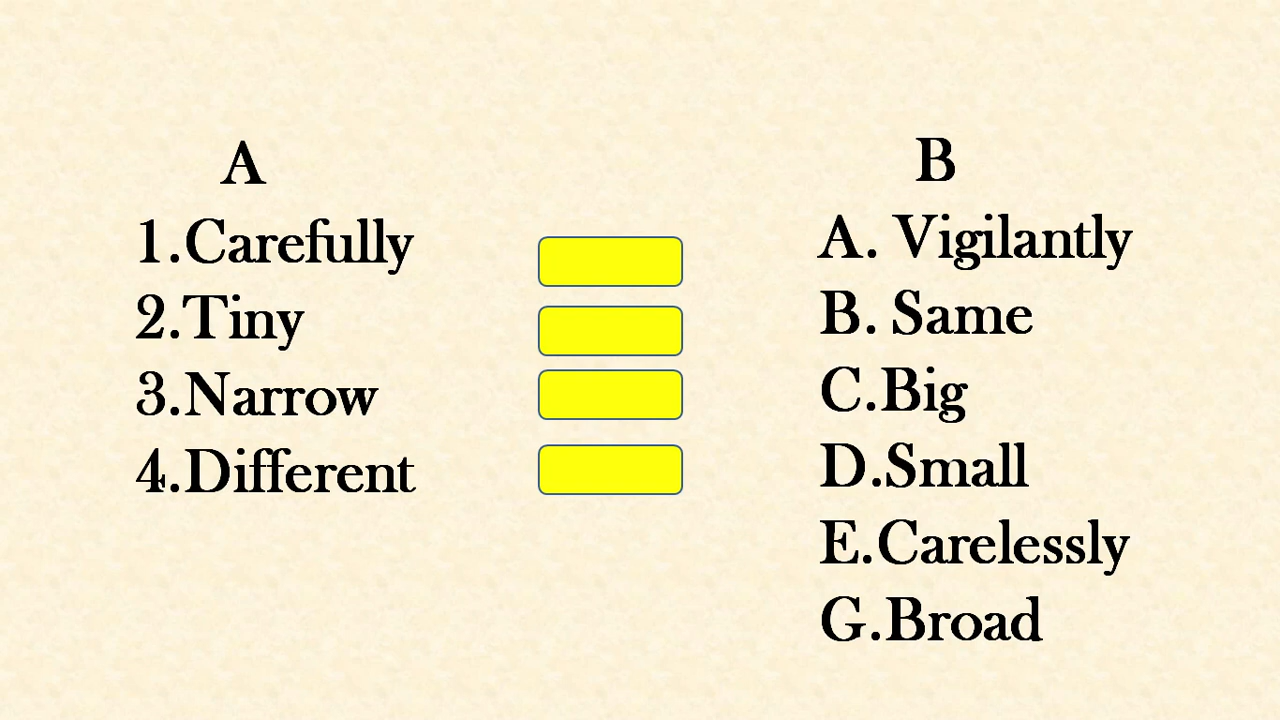 A
1.Carefully
2.Tiny
3.Narrow
4.Different
B
A. Vigilantly
B. Same
C.Big
D.Small
E.Carelessly
G.Broad